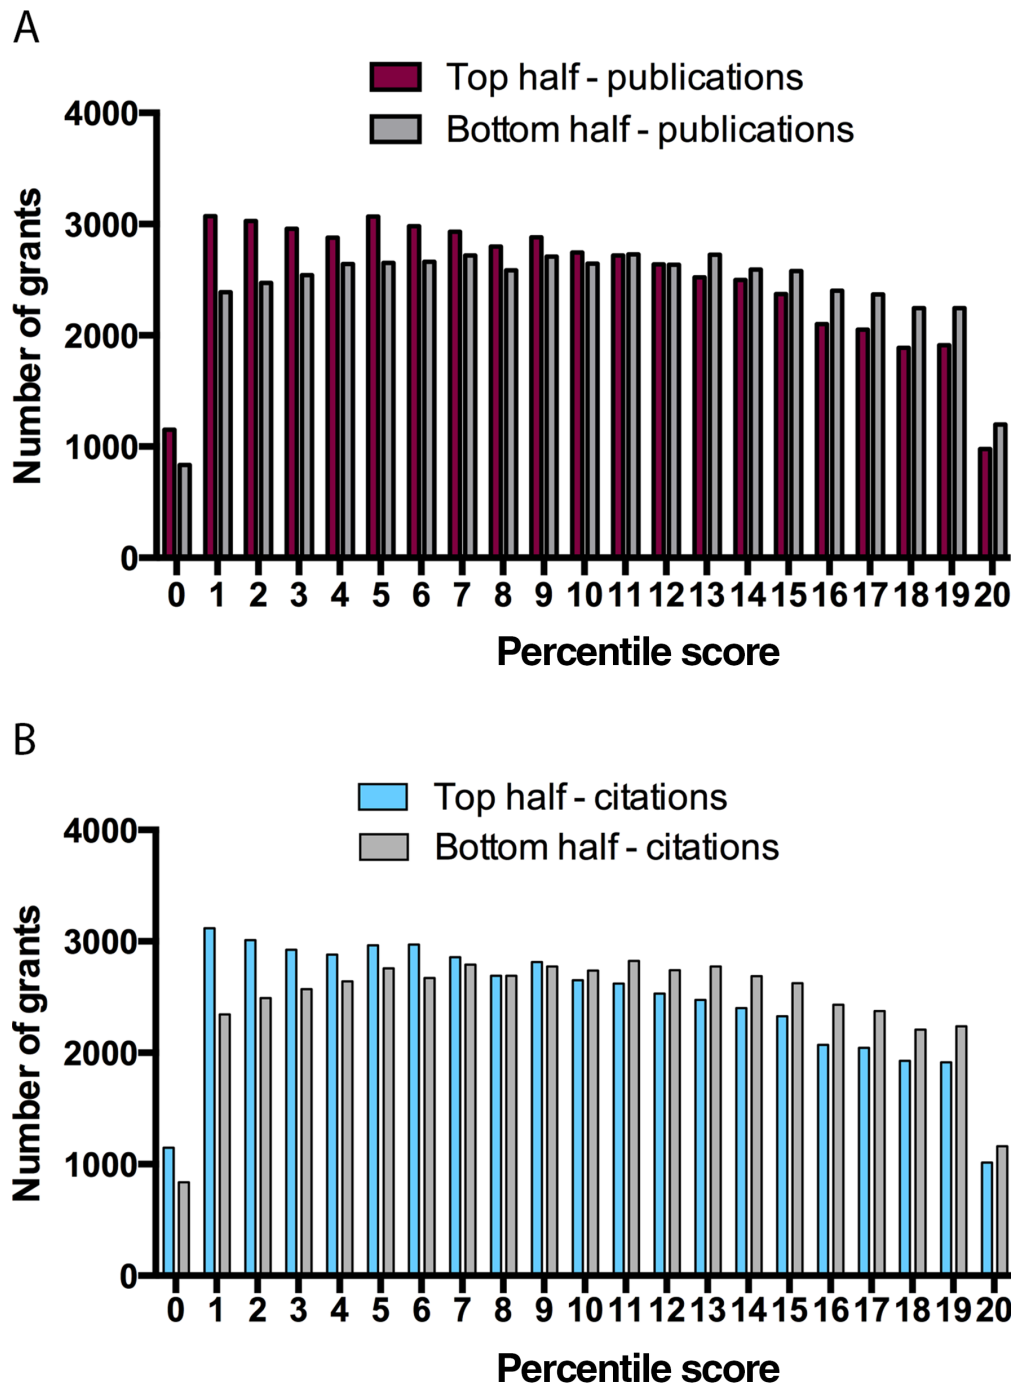 A
Top half - publications
Bottom half - publications
4000
3000
2000
1000
0
Number of grants
0 1 2 3 4 5 6 7 8 9 10 11 12 13 14 15 16 17 18 19 20
Percentile score
B
Top half - citations
Bottom half - citations
4000
3000
2000
1000
0
Number of grants
0 1 2 3 4 5 6 7 8 9 10 11 12 13 14 15 16 17 18 19 20
Percentile score